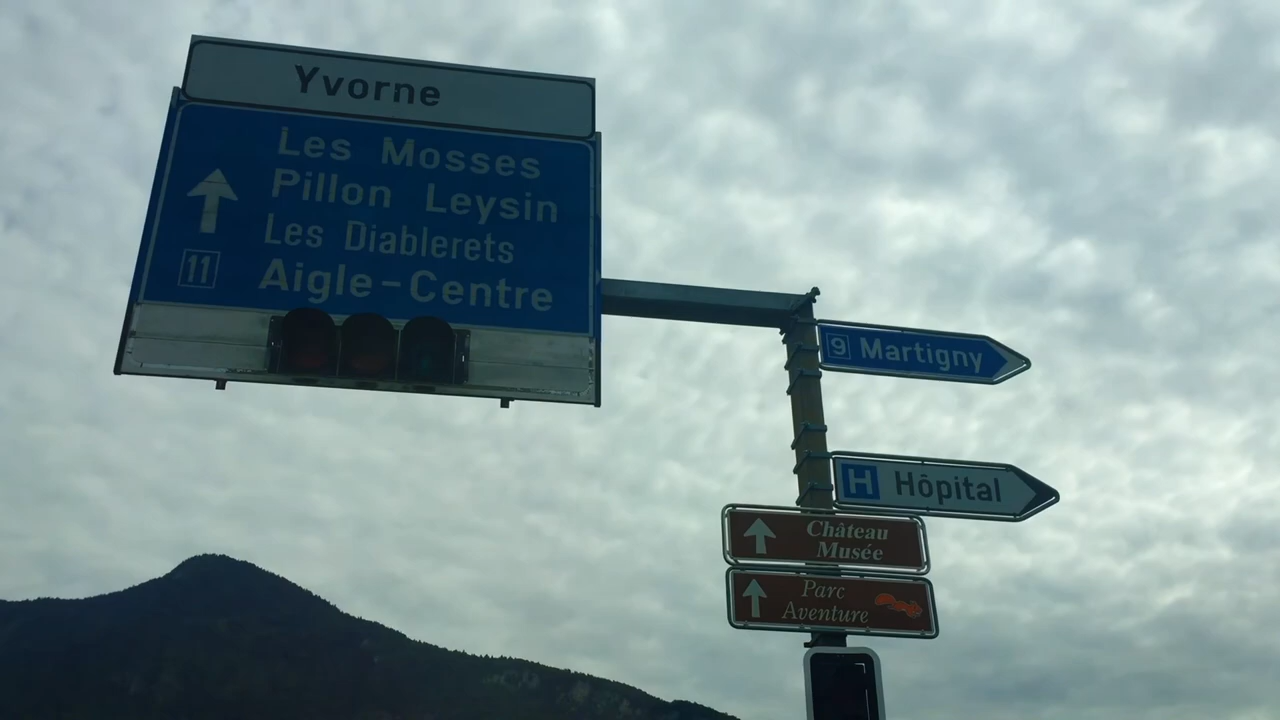 Yvorne
Les Mosses
Pillon Leysin
Les Diablerets
11 Aigle-Centre
9 Martigny
H Hôpital
Château
Musée
Parc
Aventure